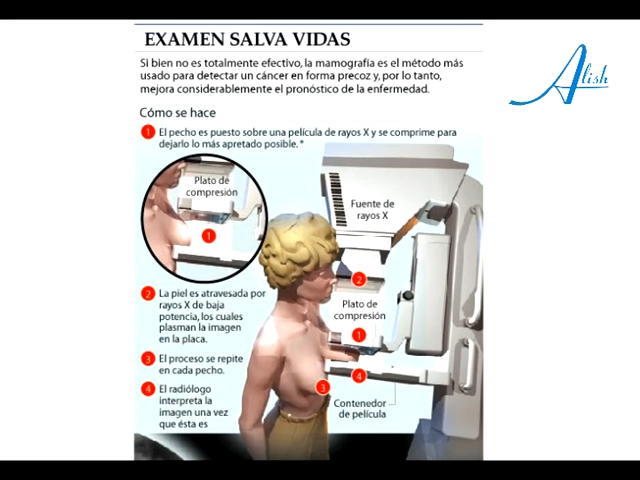 EXAMEN SALVA VIDAS
Si bien no es totalmente efectivo, la mamografía es el método más
usado para detectar un cáncer en forma precoz y, por lo tanto,
mejora considerablemente el pronóstico de la enfermedad.
Cómo se hace
1 El pecho es puesto sobre una película de rayos X y se comprime para
dejarlo lo más apretado posible. *
Plato de
compresión
1
Fuente de
rayos X
2
Plato de
compresión
1
2 La piel es atravesada por
rayos X de baja
potencia, los cuales
plasman la imagen
en la placa.
3 El proceso se repite
en cada pecho.
4 El radiólogo
interpreta la
imagen una vez
que ésta es
4
3
Contenedor
de película
Alish